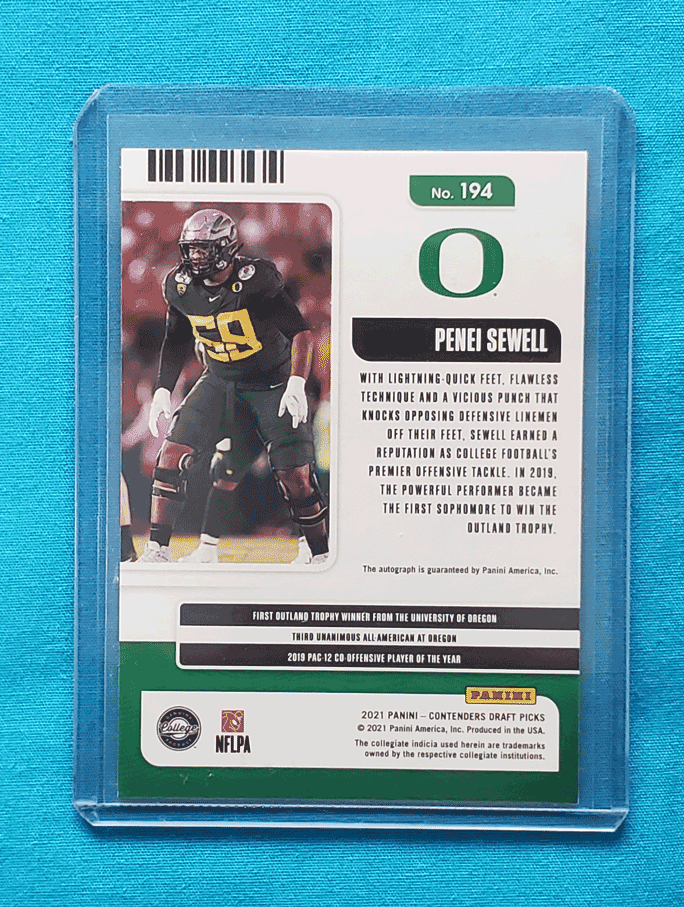 No. 194
O
PENEI SEWELL
WITH LIGHTNING-QUICK FEET, FLAWLESS
TECHNIQUE AND A VICIOUS PUNCH THAT
KNOCKS OPPOSING DEFENSIVE LINEMEN
OFF THEIR FEET, SEWELL EARNED A
REPUTATION AS COLLEGE FOOTBALL'S
PREMIER OFFENSIVE TACKLE. IN 2019,
THE POWERFUL PERFORMER BECAME
THE FIRST SOPHOMORE TO WIN THE
OUTLAND TROPHY.
58
The autograph is guaranteed by Panini America, Inc.
FIRST OUTLAND TROPHY WINNER FROM THE UNIVERSITY OF OREGON
THIRD UNANIMOUS ALL-AMERICAN AT OREGON
2019 PAC-12 CO-OFFENSIVE PLAYER OF THE YEAR
PANINI
College
NFLPA
2021 PANINI – CONTENDERS DRAFT PICKS
© 2021 Panini America, Inc. Produced in the USA.
The collegiate indicia used herein are trademarks
owned by the respective collegiate institutions.